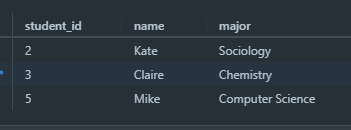 student_id name major
2 Kate Sociology
3 Claire Chemistry
5 Mike Computer Science